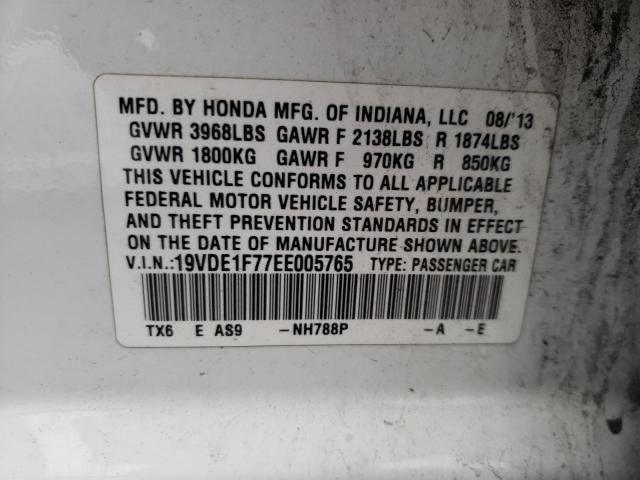 MFD. BY HONDA MFG. OF INDIANA, LLC 08/'13
GVWR 3968LBS GAWR F 2138LBS R 1874LBS
GVWR 1800KG GAWR F 970KG R 850KG
THIS VEHICLE CONFORMS TO ALL APPLICABLE
FEDERAL MOTOR VEHICLE SAFETY, BUMPER,
AND THEFT PREVENTION STANDARDS IN EFFECT
ON THE DATE OF MANUFACTURE SHOWN ABOVE.
V.I.N.:19VDE1F77EE005765 TYPE: PASSENGER CAR
TX6 E AS9 -NH788P -A -E